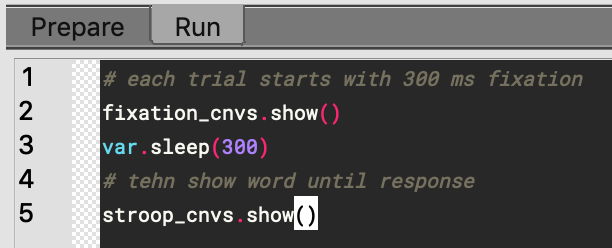 Prepare Run
1 # each trial starts with 300 ms fixation
2 fixation_cnvs.show()
3 var.sleep(300)
4 # tehn show word until response
5 stroop_cnvs.show()